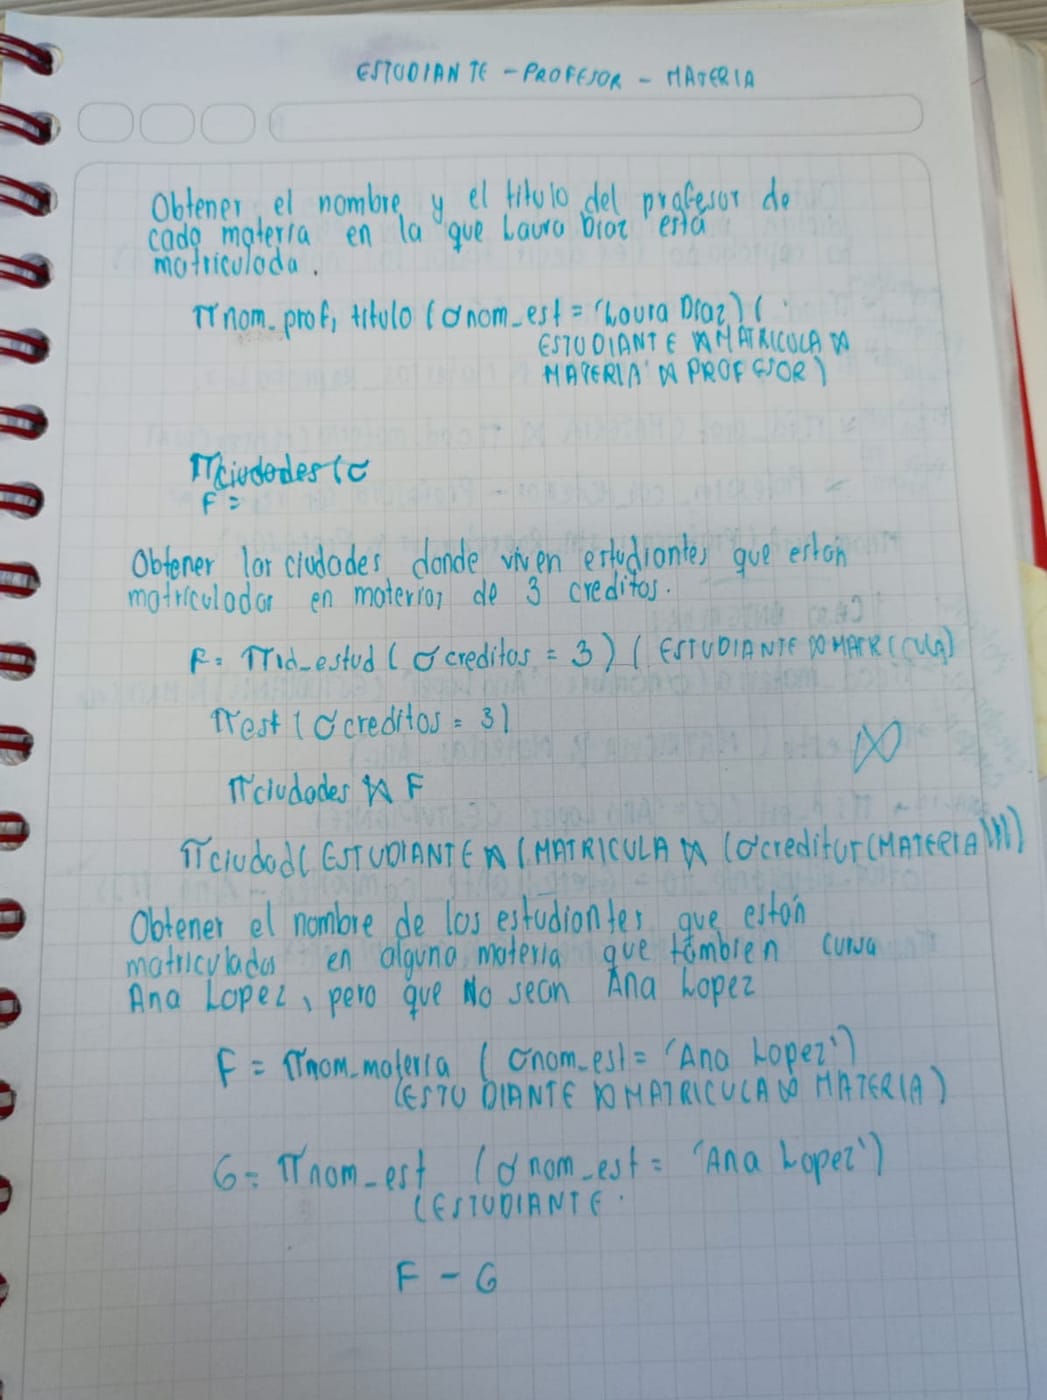 ESTUDIANTE - PROFESOR - MATERIA
Obtener el nombre y el titulo del profesor de
cada materia en la que Laura Diaz está
matriculada.
π nom_prof, titulo (σ nom_est = 'Laura Diaz) (
ESTUDIANTE ⋈ MATRICULA ⋈
MATERIA ⋈ PROFESOR)
π ciudades (σ
F =
Obtener las ciudades donde viven estudiantes que estan
matriculados en materias de 3 creditos.
F = π id_estud ( σ creditos = 3 ) ( ESTUDIANTE ⋈ MATRICULA)
π est ( σ creditos = 3)
⋈
π ciudades ⋈ F
π ciudad( ESTUDIANTE ⋈ (MATRICULA ⋈ (σ (MATERIA))))
Obtener el nombre de los estudiantes que están
matriculados en alguna materia que tambien cursa
Ana Lopez, pero que No sean Ana Lopez
F = π nom_materia ( σ nom_est = 'Ana Lopez')
(ESTUDIANTE ⋈ MATRICULA ⋈ MATERIA)
G = π nom_est ( σ nom_est = 'Ana Lopez')
(ESTUDIANTE.
F - G